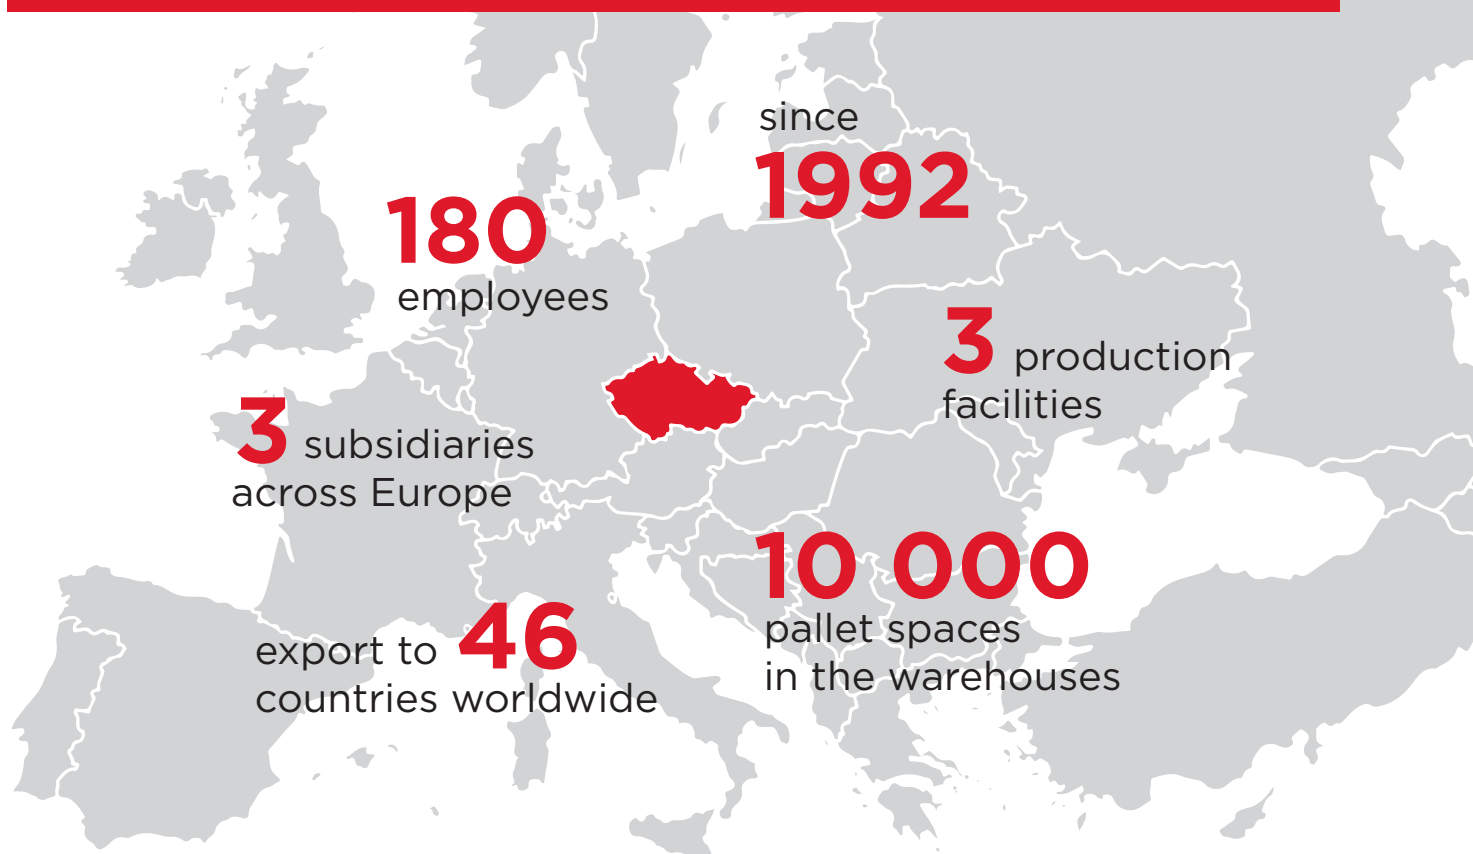 since
1992
180
employees
3 production
facilities
3 subsidiaries
across Europe
10 000
pallet spaces
in the warehouses
export to 46
countries worldwide